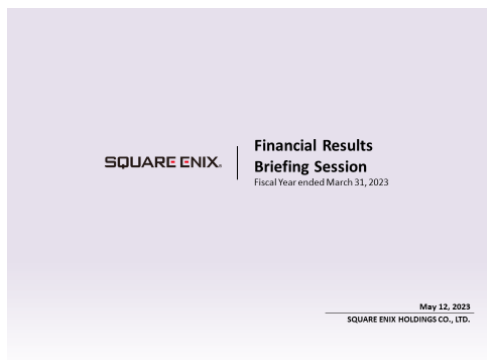 SQUARE ENIX.
Financial Results
Briefing Session
Fiscal Year ended March 31, 2023
May 12, 2023
SQUARE ENIX HOLDINGS CO., LTD.